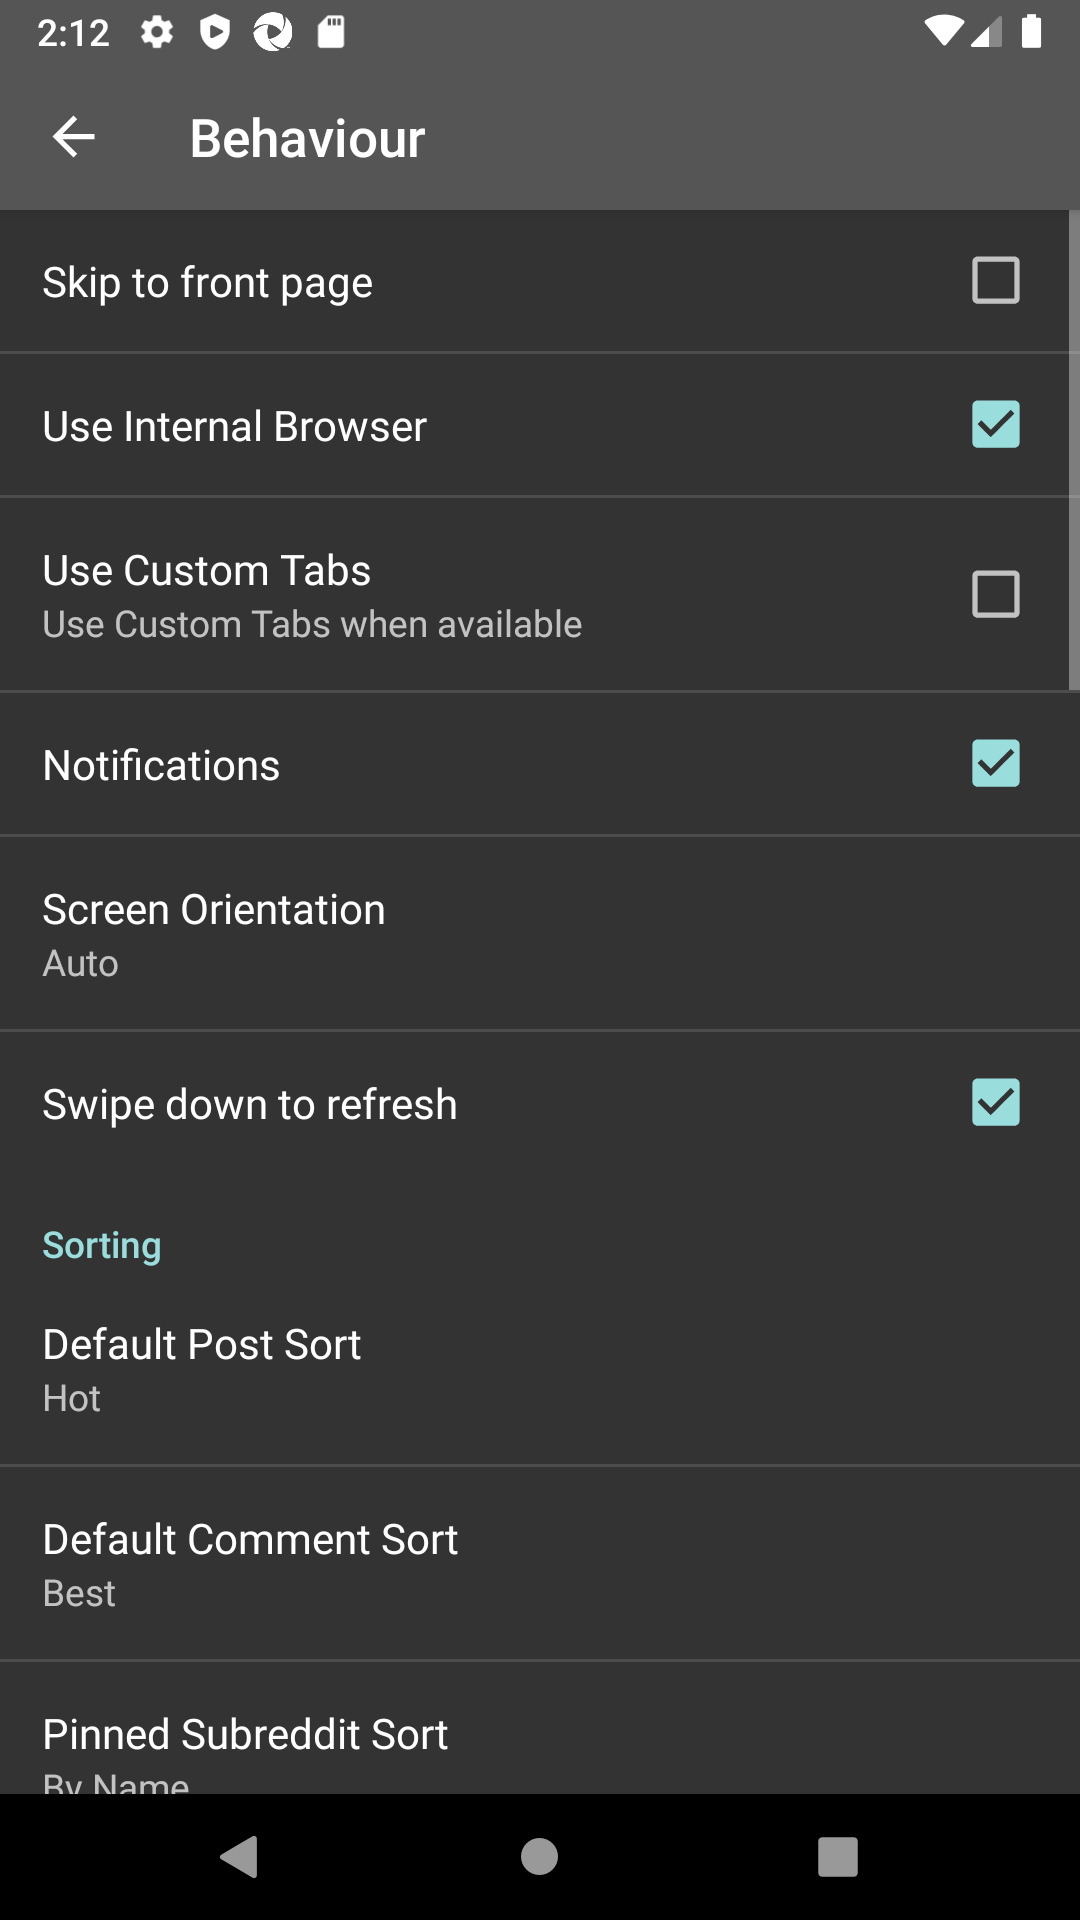 2:12
Behaviour
Skip to front page
Use Internal Browser
Use Custom Tabs
Use Custom Tabs when available
Notifications
Screen Orientation
Auto
Swipe down to refresh
Sorting
Default Post Sort
Hot
Default Comment Sort
Best
Pinned Subreddit Sort
By Name